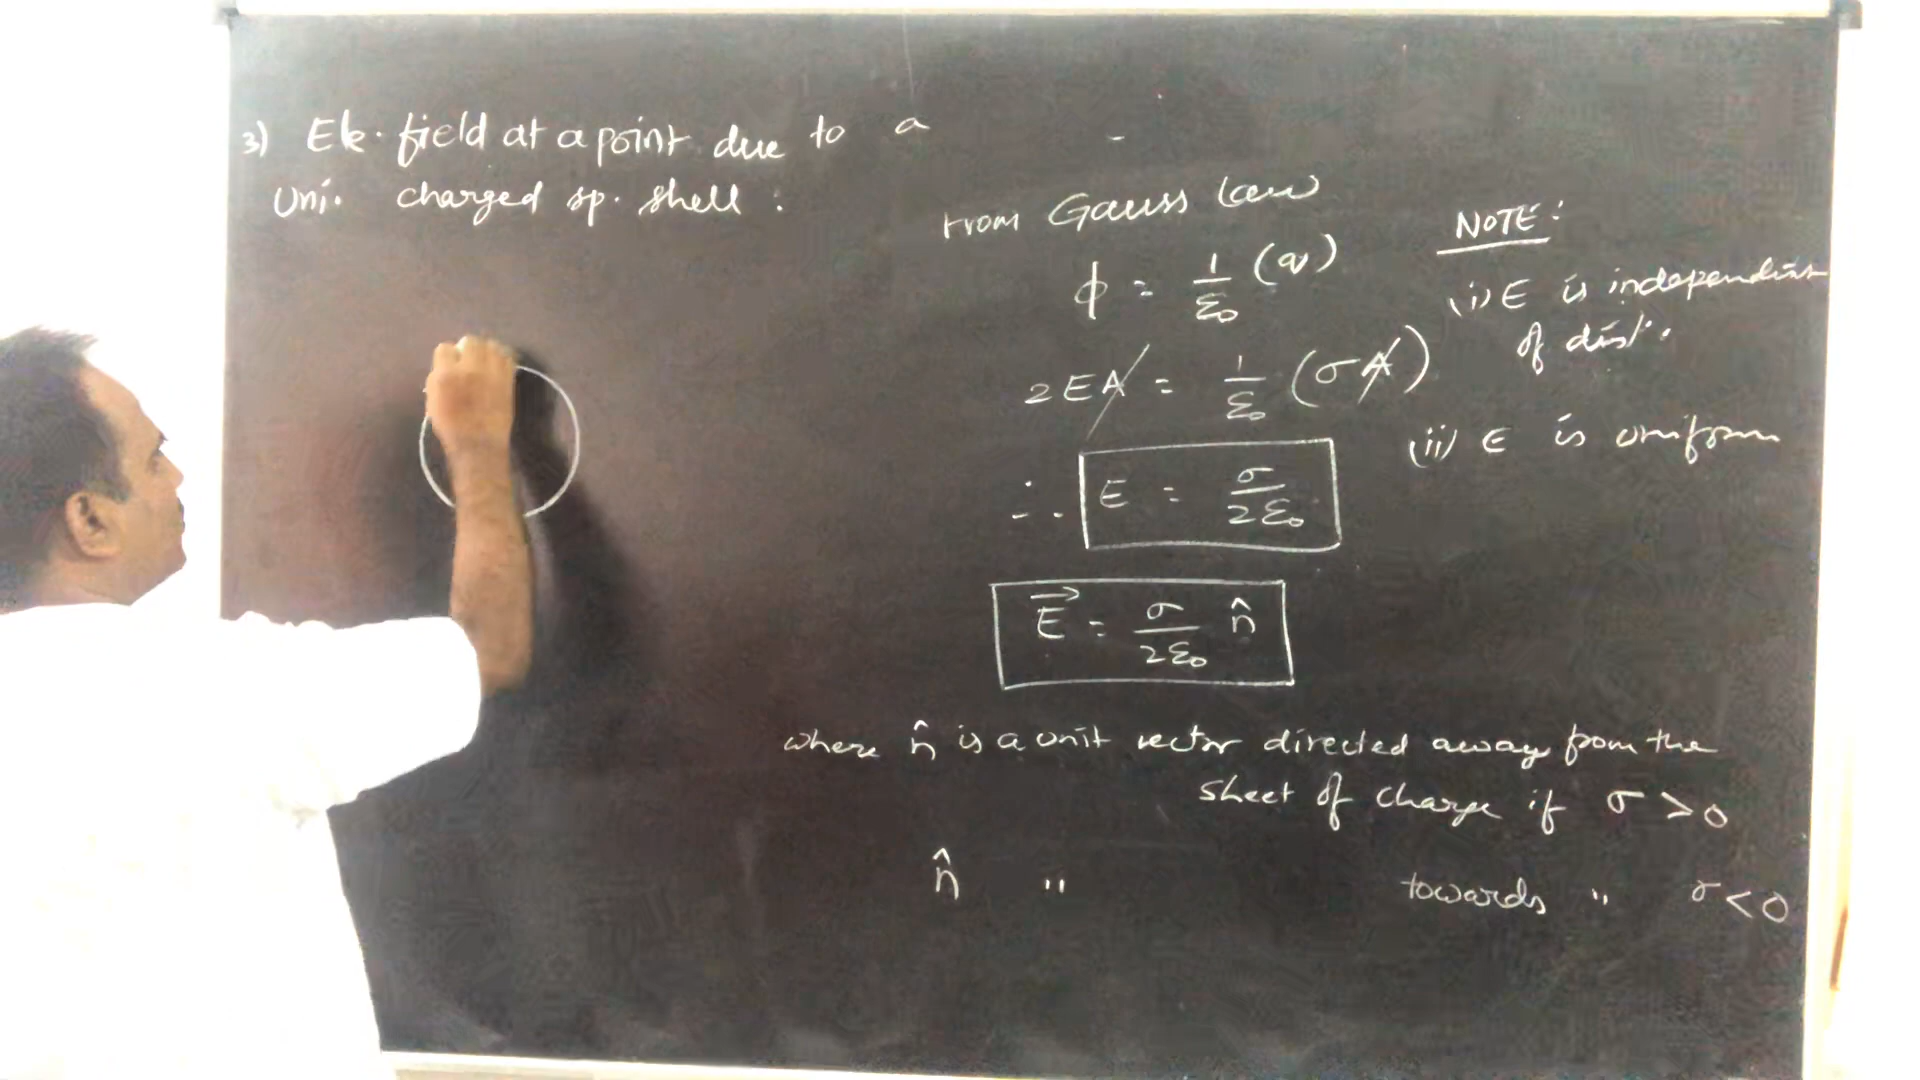 3) Ele. field at a point due to a
Uni. charged sp. shell :
From Gauss law
ϕ = 1/ε₀ (q)
2EA = 1/ε₀ (σA)
∴ E = σ/2ε₀
E⃗ = σ/2ε₀ n̂
where n̂ is a unit vector directed away from the
sheet of charge if σ > 0
n̂ " towards " σ < 0
NOTE:
(i) E is independent
of dist.
(ii) E is uniform